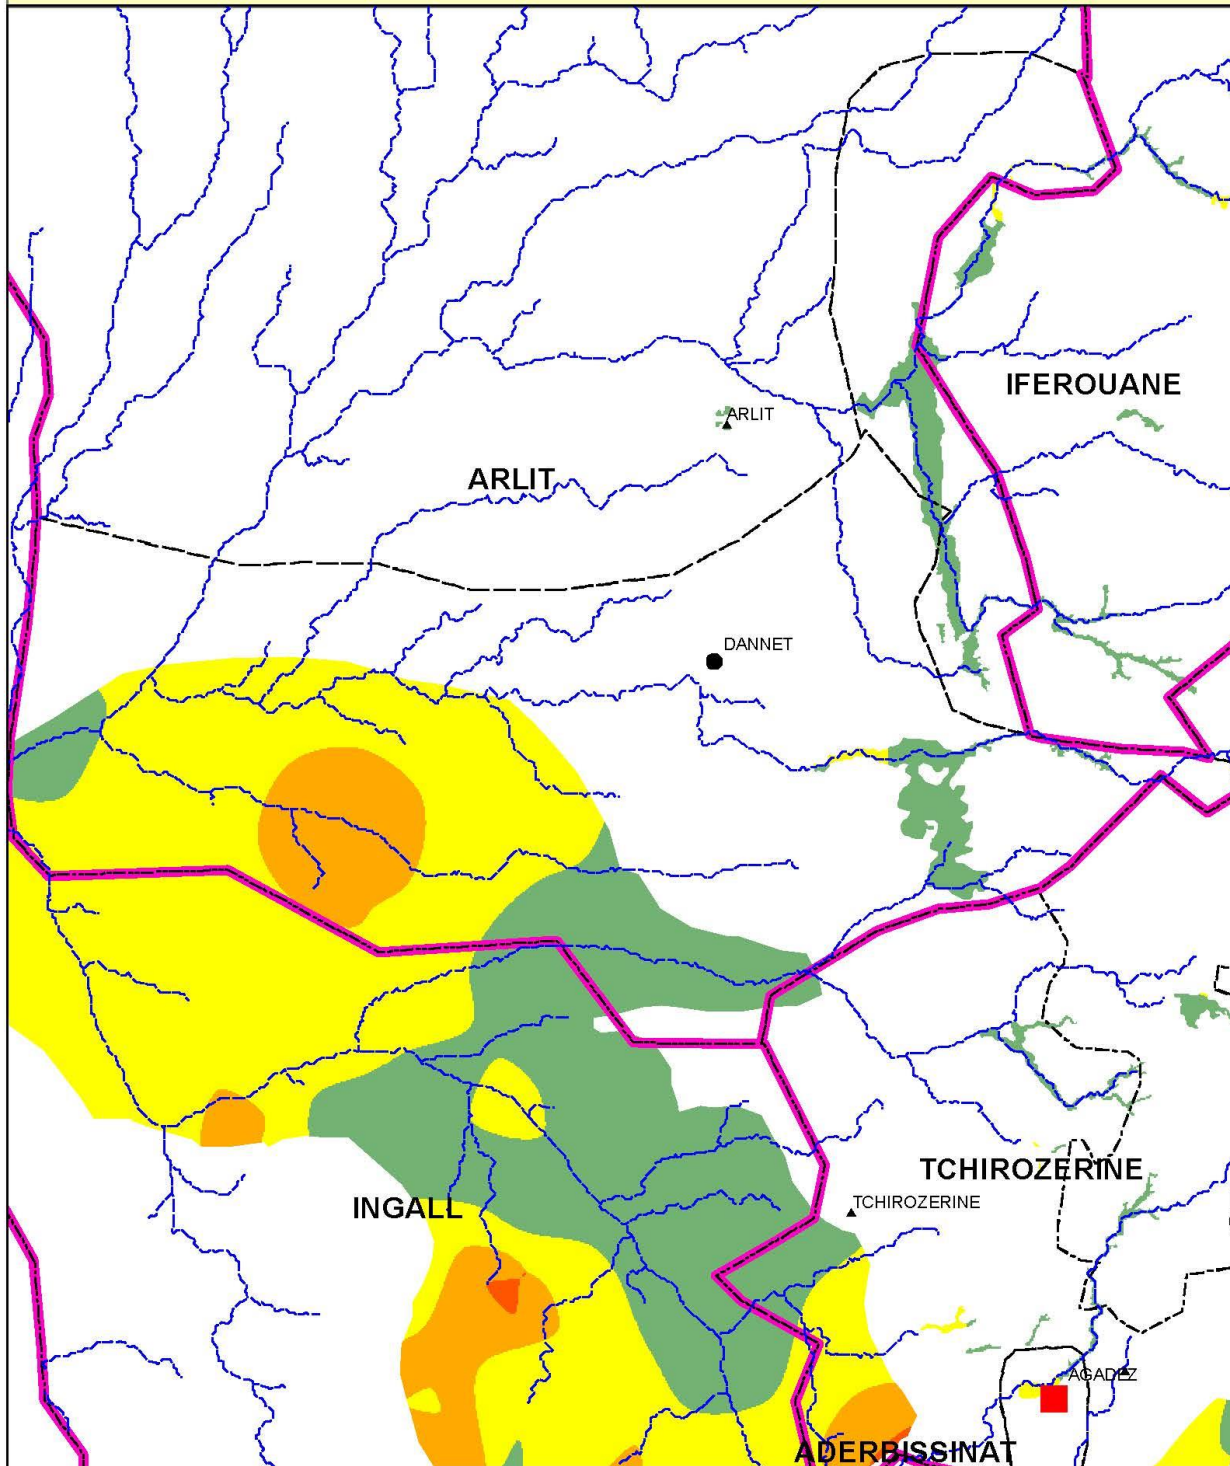 IFEROUANE
ARLIT
ARLIT
DANNET
TCHIROZERINE
TCHIROZERINE
INGALL
AGADEZ
ADERBISSINAT